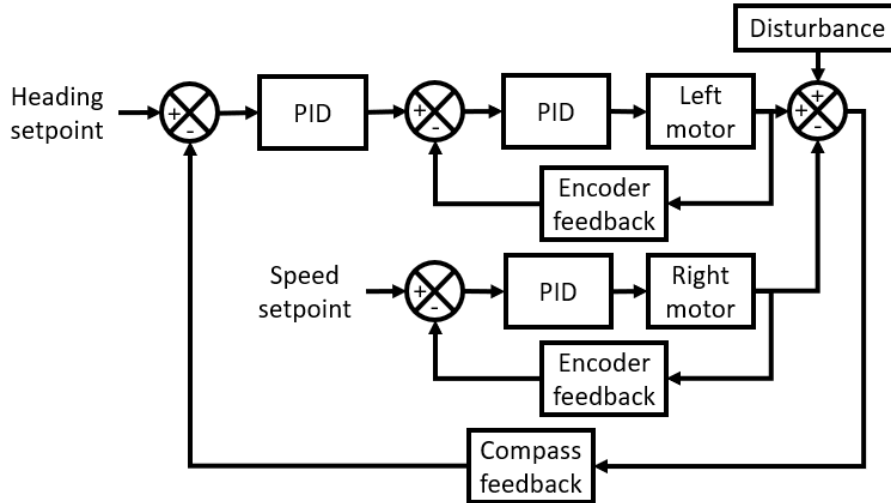 Disturbance
Heading
setpoint
+
-
PID
+
-
PID
Left
motor
+
+
-
Encoder
feedback
Speed
setpoint
+
-
PID
Right
motor
Encoder
feedback
Compass
feedback